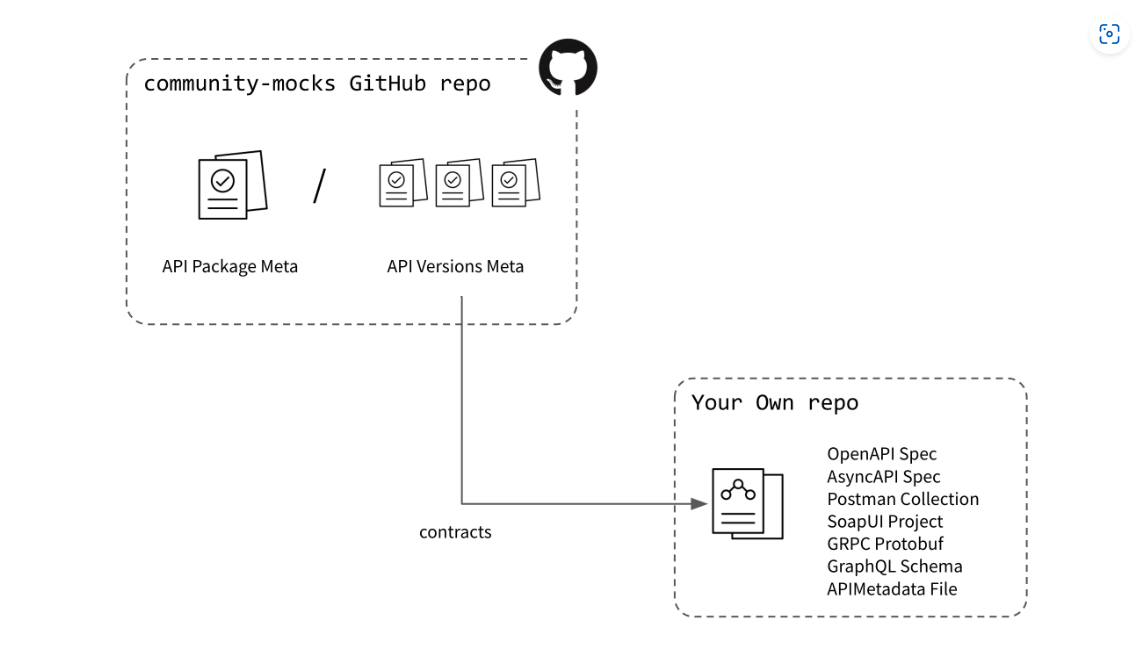 community-mocks GitHub repo
/
API Package Meta
API Versions Meta
contracts
Your Own repo
OpenAPI Spec
AsyncAPI Spec
Postman Collection
SoapUI Project
GRPC Protobuf
GraphQL Schema
APIMetadata File